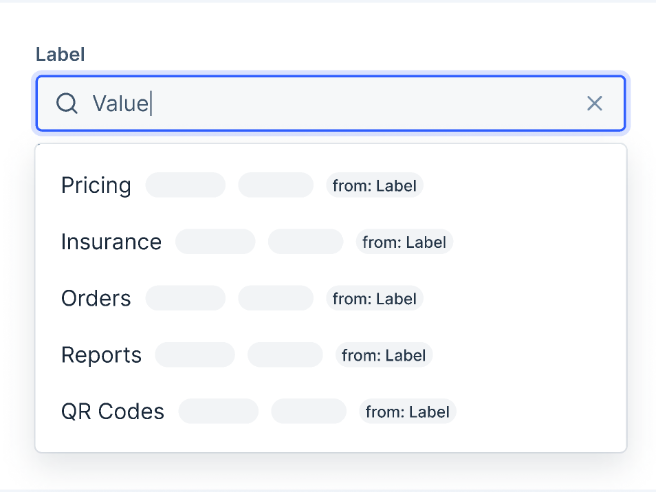 Label
Value
Pricing from: Label
Insurance from: Label
Orders from: Label
Reports from: Label
QR Codes from: Label